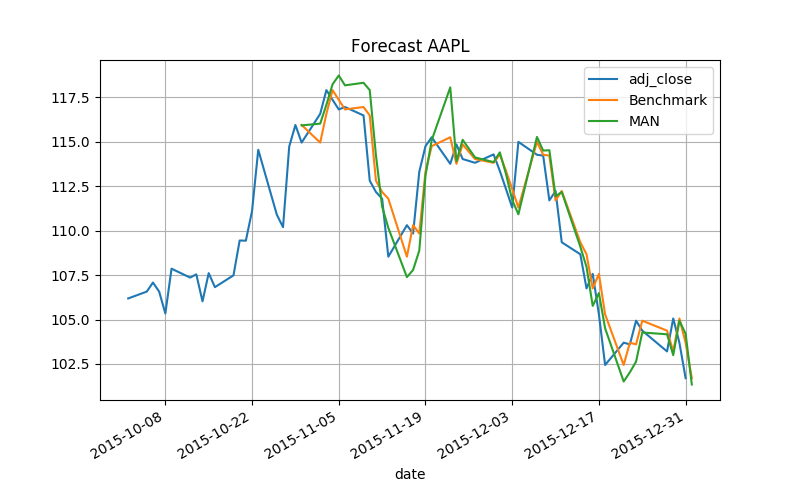 Forecast AAPL
adj_close
Benchmark
MAN
117.5
115.0
112.5
110.0
107.5
105.0
102.5
2015-10-08
2015-10-22
2015-11-05
2015-11-19
2015-12-03
2015-12-17
2015-12-31
date